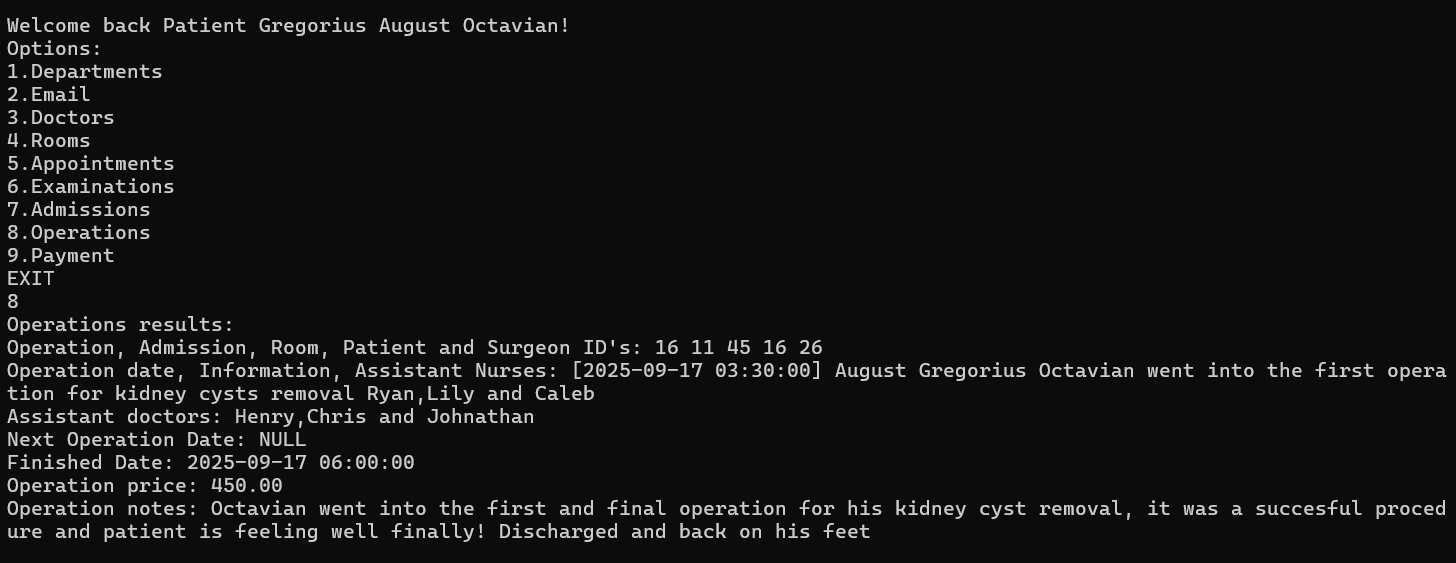 Welcome back Patient Gregorius August Octavian!
Options:
1.Departments
2.Email
3.Doctors
4.Rooms
5.Appointments
6.Examinations
7.Admissions
8.Operations
9.Payment
EXIT
8
Operations results:
Operation, Admission, Room, Patient and Surgeon ID's: 16 11 45 16 26
Operation date, Information, Assistant Nurses: [2025-09-17 03:30:00] August Gregorius Octavian went into the first opera
tion for kidney cysts removal Ryan,Lily and Caleb
Assistant doctors: Henry,Chris and Johnathan
Next Operation Date: NULL
Finished Date: 2025-09-17 06:00:00
Operation price: 450.00
Operation notes: Octavian went into the first and final operation for his kidney cyst removal, it was a succesful proced
ure and patient is feeling well finally! Discharged and back on his feet